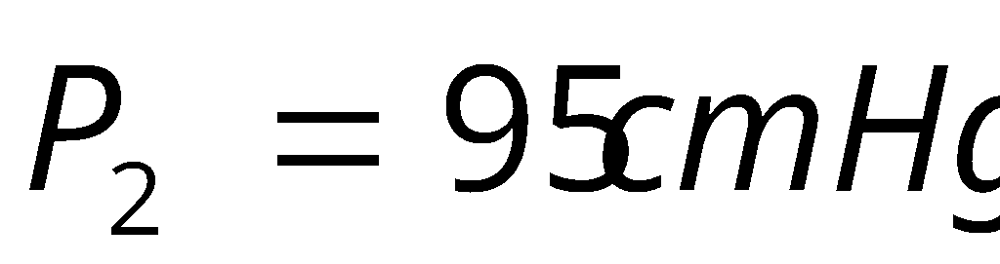 P₂ = 95cmHg